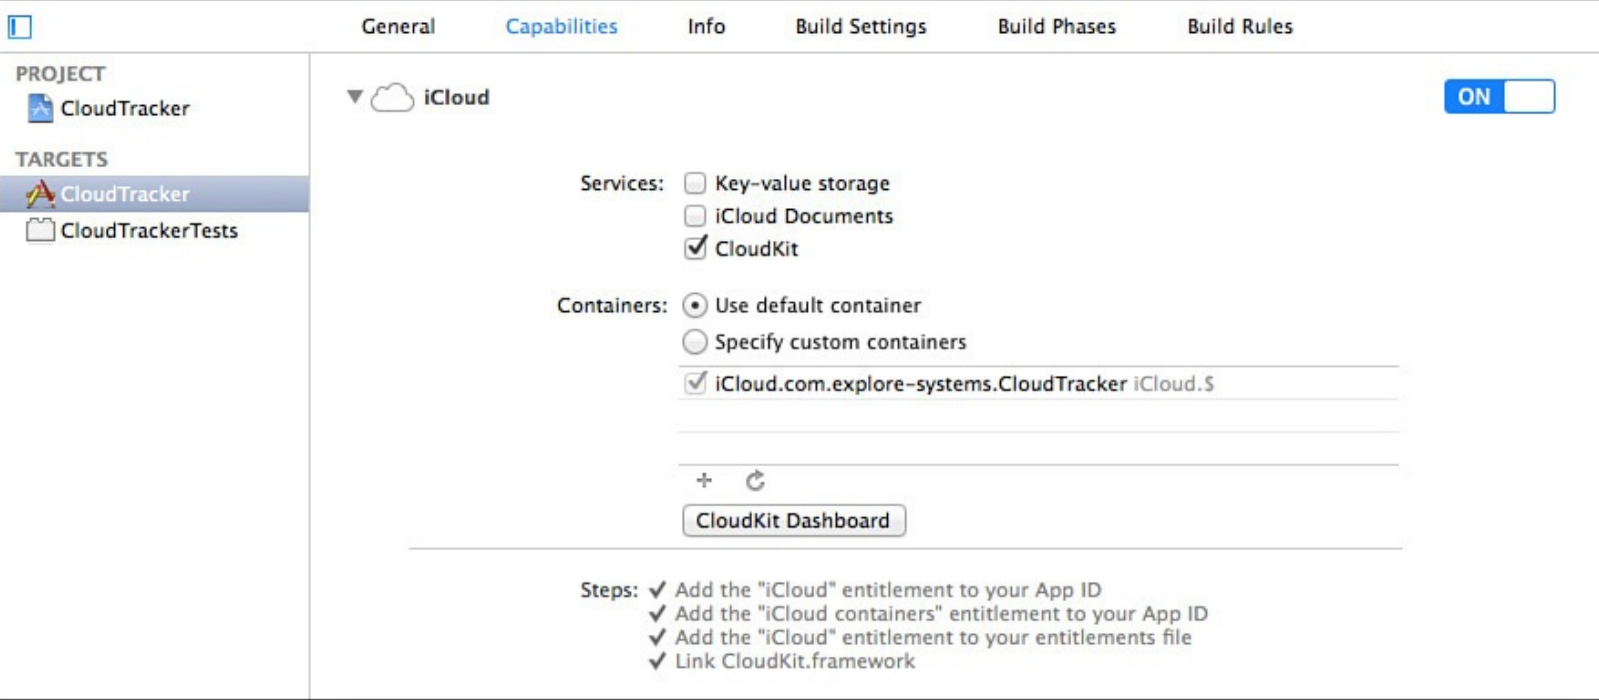 General Capabilities Info Build Settings Build Phases Build Rules
PROJECT
CloudTracker
TARGETS
CloudTracker
CloudTrackerTests
iCloud
ON
Services: Key-value storage
iCloud Documents
CloudKit
Containers: Use default container
Specify custom containers
iCloud.com.explore-systems.CloudTracker iCloud.$
CloudKit Dashboard
Steps: Add the "iCloud" entitlement to your App ID
Add the "iCloud containers" entitlement to your App ID
Add the "iCloud" entitlement to your entitlements file
Link CloudKit.framework